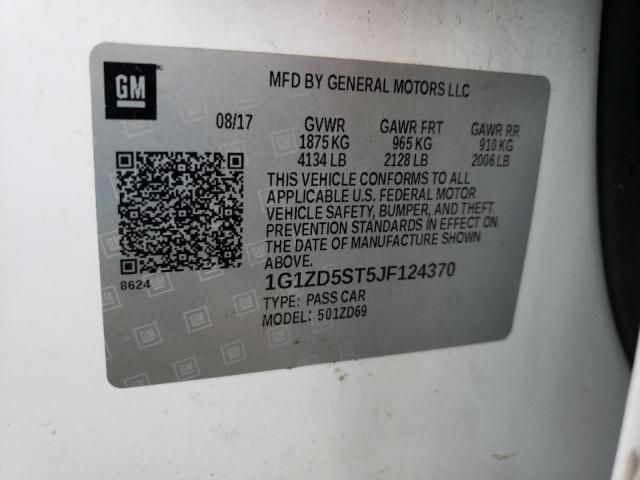 GM
MFD BY GENERAL MOTORS LLC
08/17 GVWR GAWR FRT GAWR RR
1875 KG 965 KG 910 KG
4134 LB 2128 LB 2006 LB
THIS VEHICLE CONFORMS TO ALL
APPLICABLE U.S. FEDERAL MOTOR
VEHICLE SAFETY, BUMPER, AND THEFT
PREVENTION STANDARDS IN EFFECT ON
THE DATE OF MANUFACTURE SHOWN
ABOVE.
8624
1G1ZD5ST5JF124370
TYPE: PASS CAR
MODEL: 501ZD69